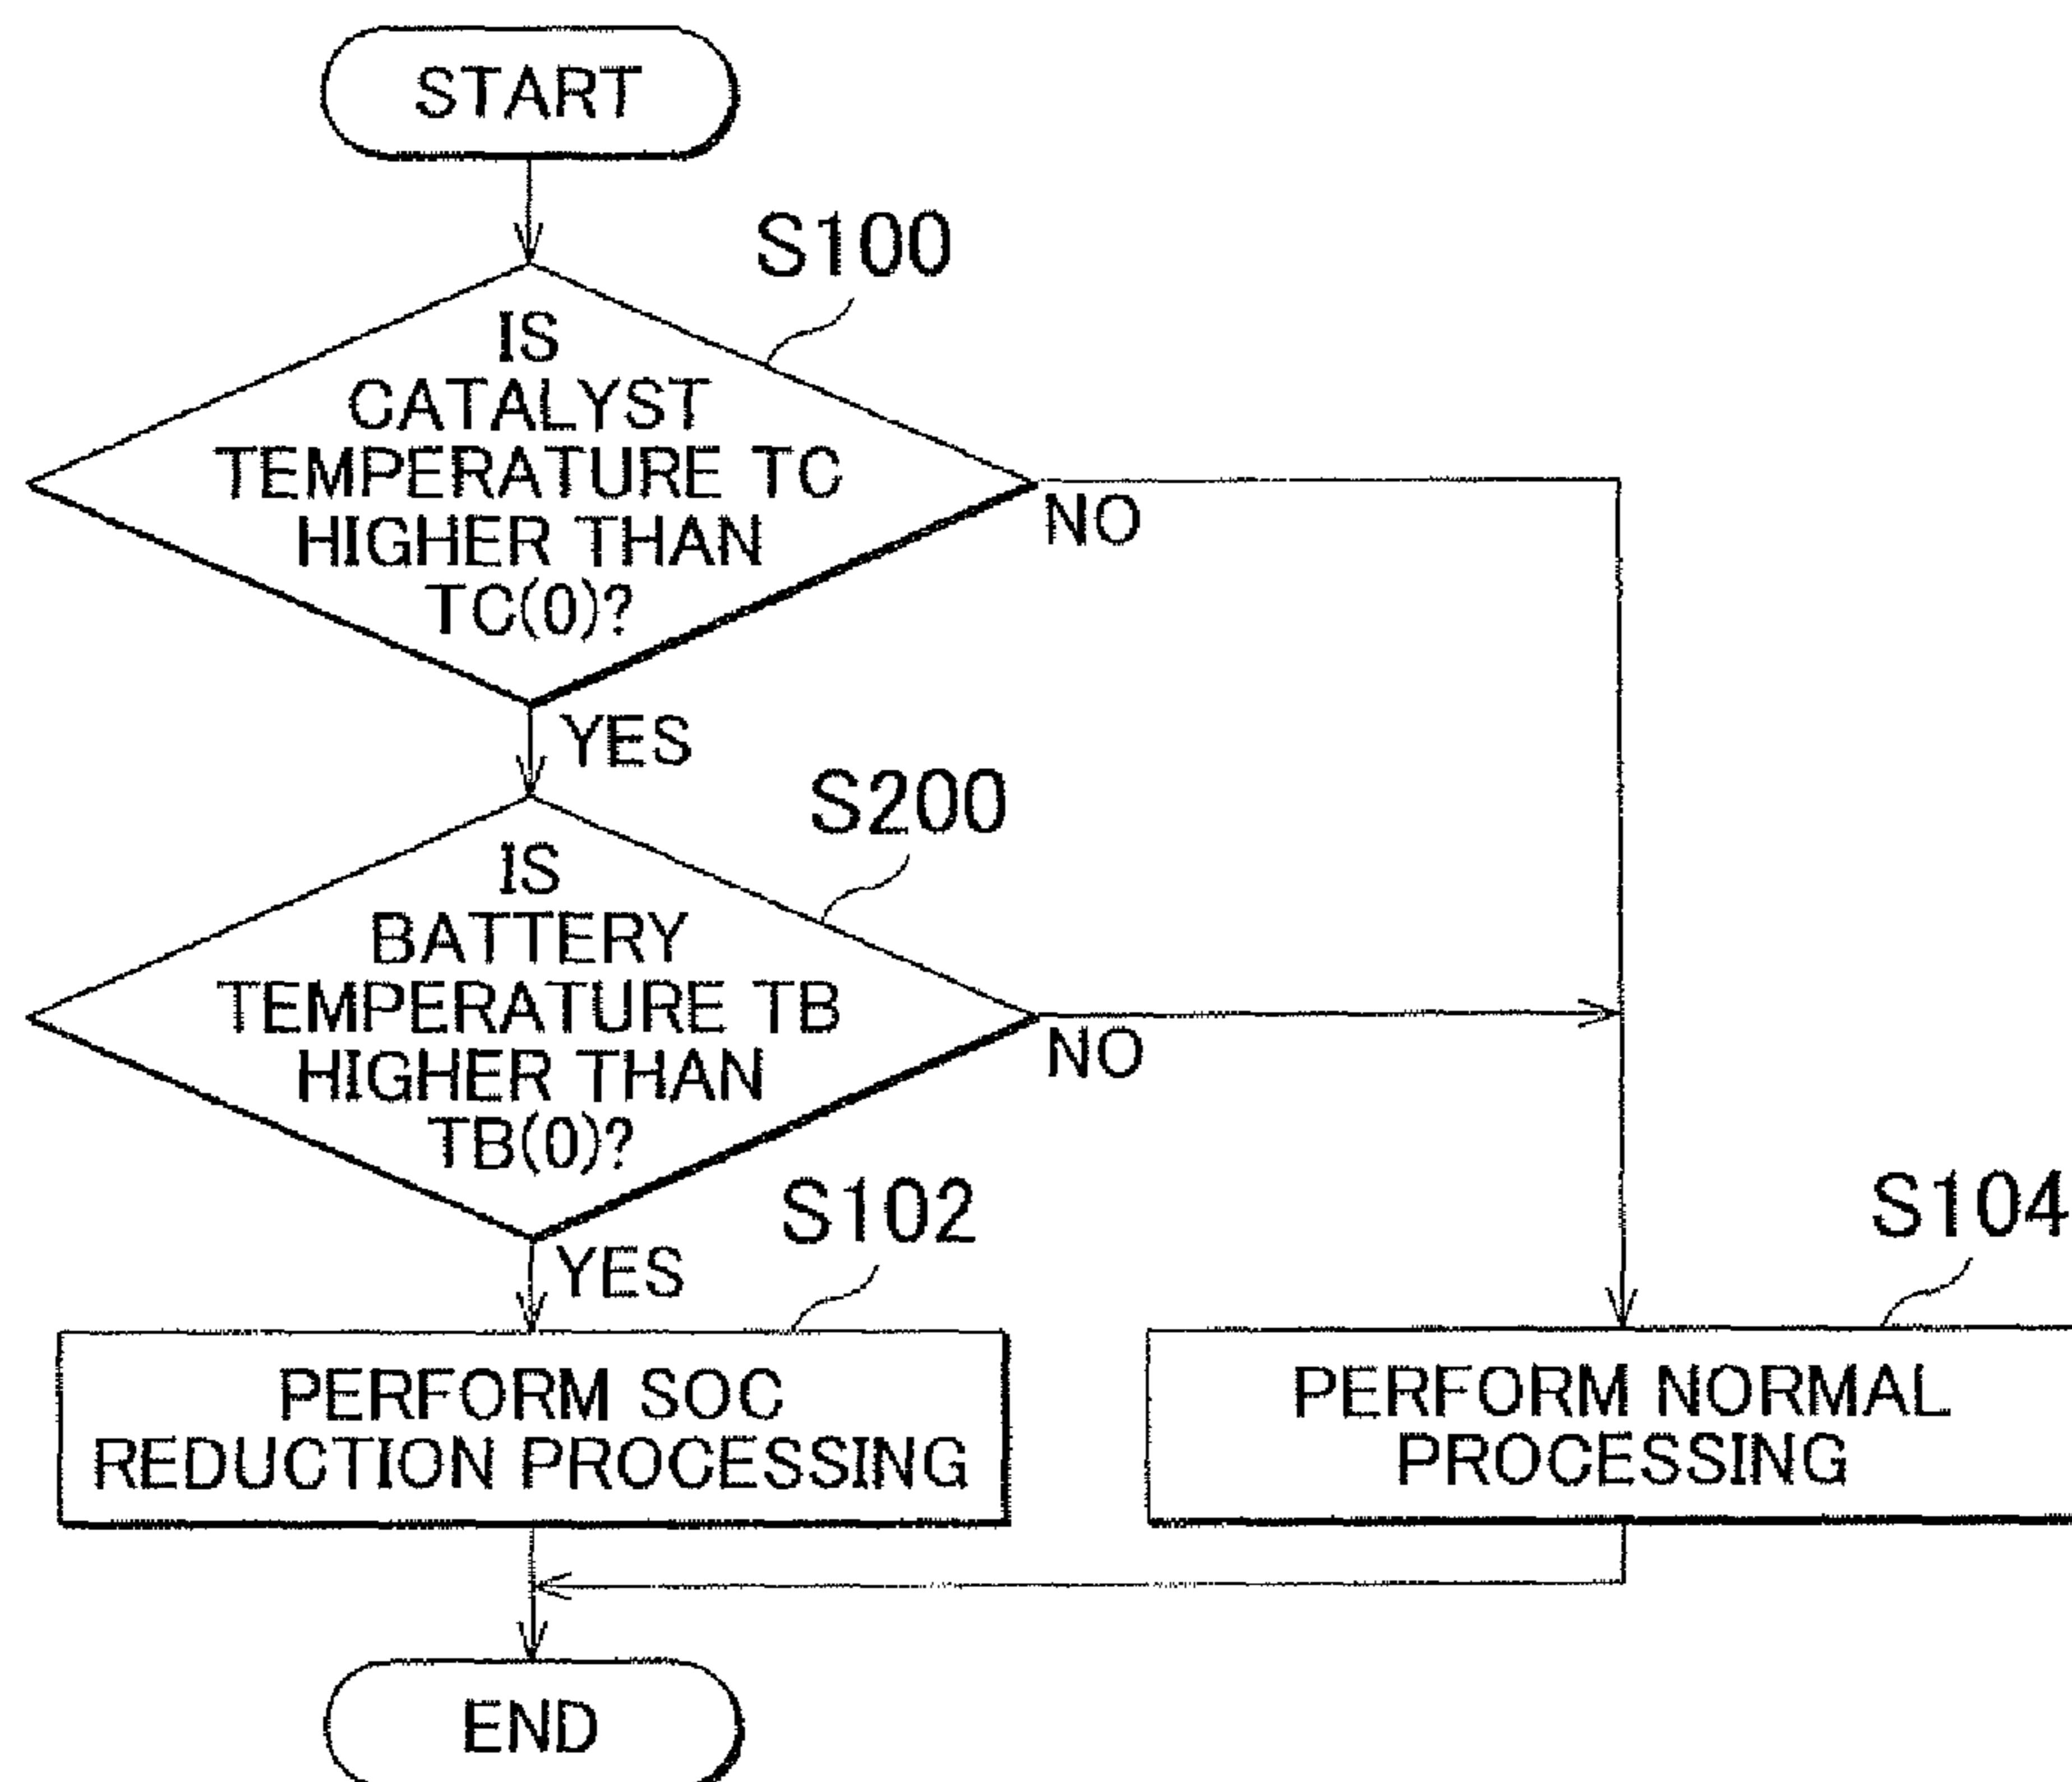 START
S100
IS
CATALYST
TEMPERATURE TC
HIGHER THAN
TC(0)?
NO
YES
S200
IS
BATTERY
TEMPERATURE TB
HIGHER THAN
TB(0)?
NO
YES
S102
PERFORM SOC
REDUCTION PROCESSING
S104
PERFORM NORMAL
PROCESSING
END